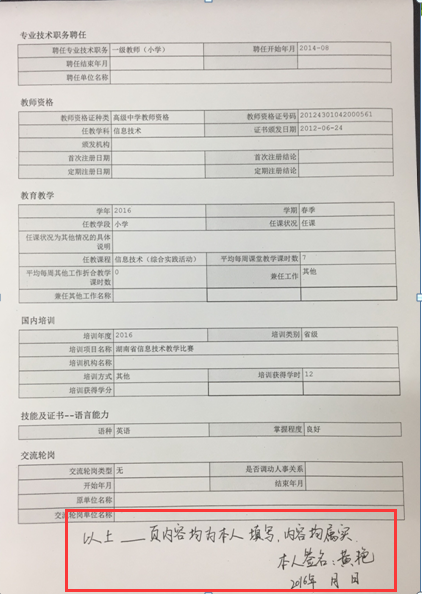 专业技术职务聘任
聘任专业技术职务 一级教师（小学） 聘任开始年月 2014-08
聘任结束年月
聘任单位名称
教师资格
教师资格证种类 高级中学教师资格 教师资格证号码 20124301042000561
任教学科 信息技术 证书颁发日期 2012-06-24
颁发机构
首次注册日期 首次注册结论
定期注册日期 定期注册结论
教育教学
学年 2016 学期 春季
任教学段 小学 任课状况 任课
任课状况为其他情况的具体
说明
任教课程 信息技术（综合实践活动） 平均每周课堂教学课时数 7
平均每周其他工作折合教学
课时数 0 兼任工作 其他
兼任其他工作名称
国内培训
培训年度 2016 培训类别 省级
培训项目名称 湖南省信息技术教学比赛
培训机构名称
培训方式 其他 培训获得学时 12
培训获得学分
技能及证书--语言能力
语种 英语 掌握程度 良好
交流轮岗
交流轮岗类型 无 是否调动人事关系
开始年月 结束年月
原单位名称
交流轮岗单位名称
以上 ___ 页内容均为本人填写，内容均属实.
本人签名：黄艳
2016年 月 日